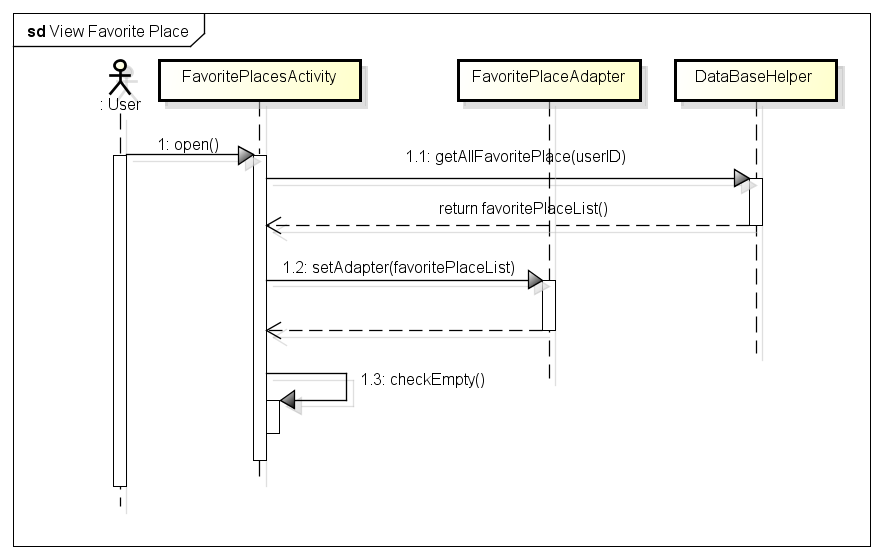 sd View Favorite Place
: User
FavoritePlacesActivity
FavoritePlaceAdapter
DataBaseHelper
1: open()
1.1: getAllFavoritePlace(userID)
return favoritePlaceList()
1.2: setAdapter(favoritePlaceList)
1.3: checkEmpty()